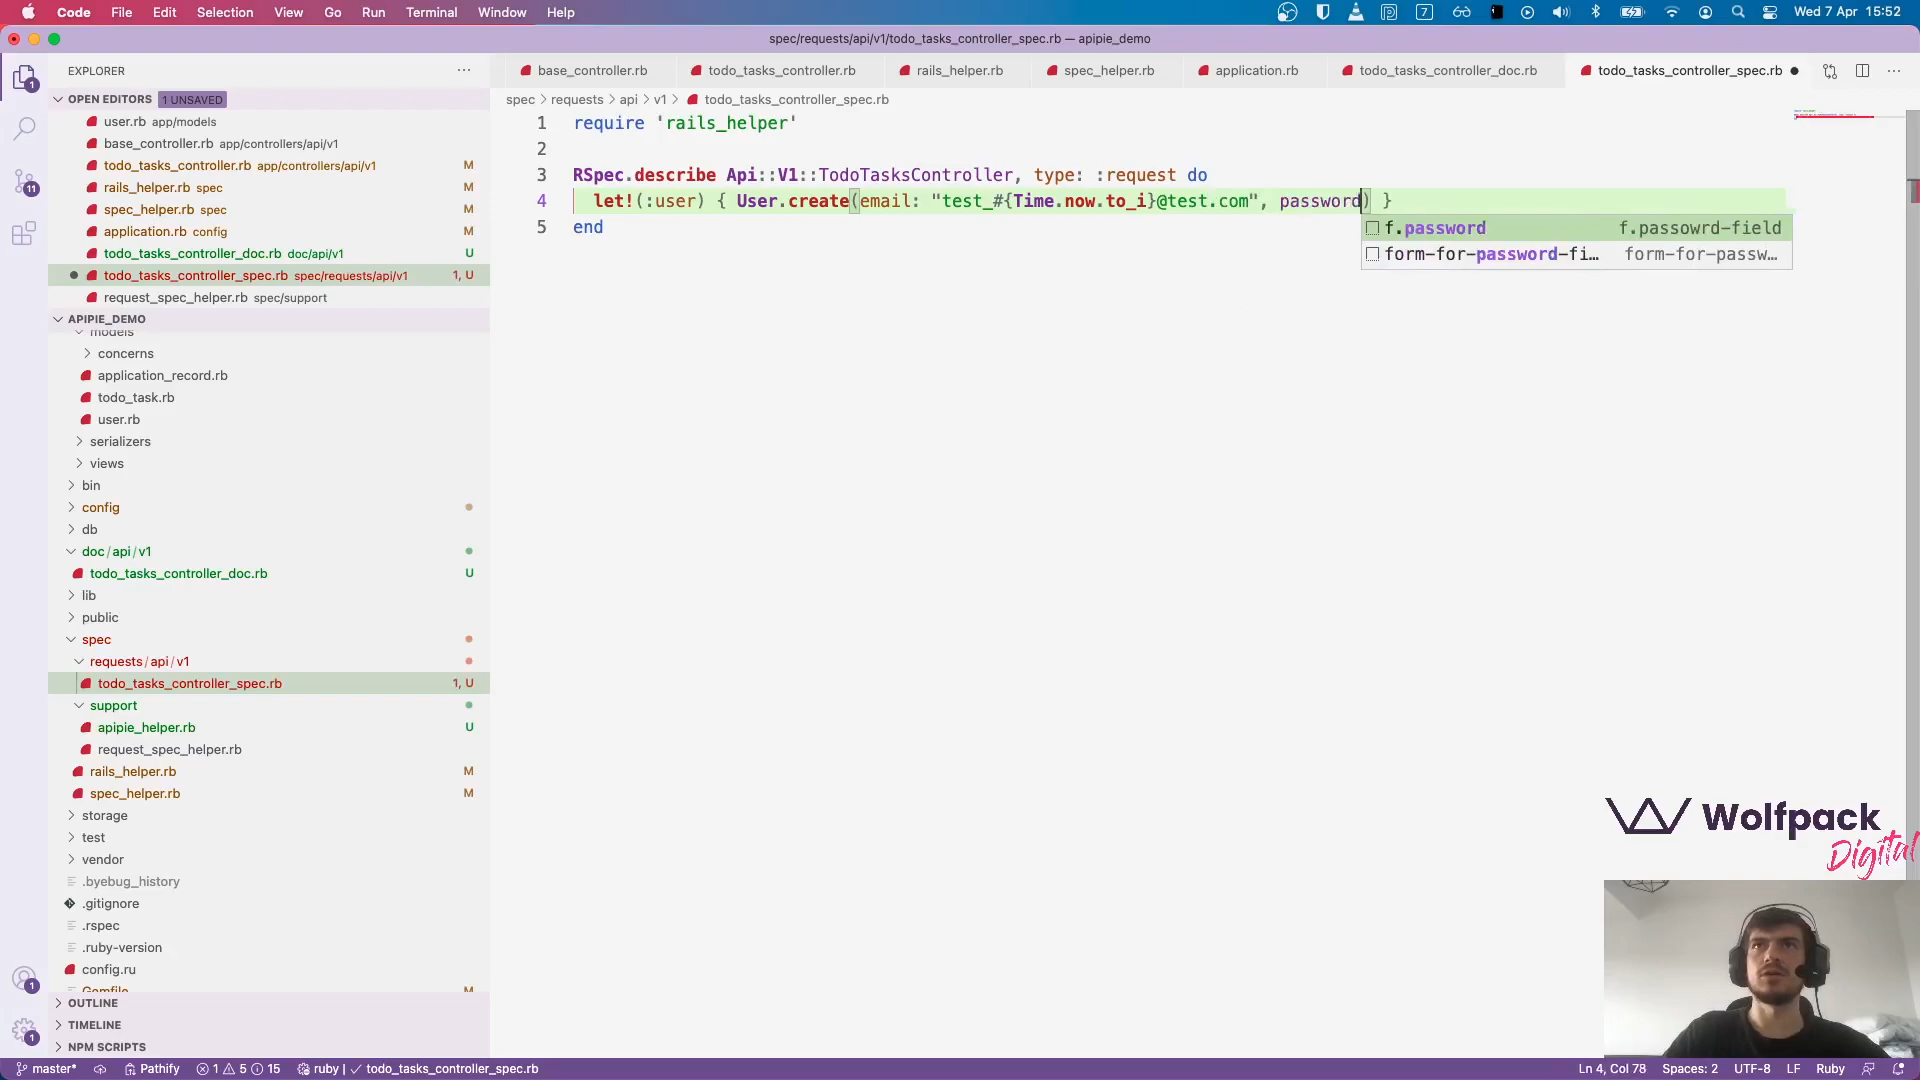 Code File Edit Selection View Go Run Terminal Window Help
7
Wed 7 Apr 15:52
spec/requests/api/v1/todo_tasks_controller_spec.rb — apipie_demo
EXPLORER
base_controller.rb
todo_tasks_controller.rb
rails_helper.rb
spec_helper.rb
application.rb
todo_tasks_controller_doc.rb
todo_tasks_controller_spec.rb
OPEN EDITORS 1 UNSAVED
user.rb app/models
base_controller.rb app/controllers/api/v1
todo_tasks_controller.rb app/controllers/api/v1 M
rails_helper.rb spec M
spec_helper.rb spec M
application.rb config M
todo_tasks_controller_doc.rb doc/api/v1 U
todo_tasks_controller_spec.rb spec/requests/api/v1 1, U
request_spec_helper.rb spec/support
APIPIE_DEMO
models
concerns
application_record.rb
todo_task.rb
user.rb
serializers
views
bin
config
db
doc/api/v1
todo_tasks_controller_doc.rb U
lib
public
spec
requests/api/v1
todo_tasks_controller_spec.rb 1, U
support
apipie_helper.rb U
request_spec_helper.rb
rails_helper.rb M
spec_helper.rb M
storage
test
vendor
.byebug_history
.gitignore
.rspec
.ruby-version
config.ru
Gemfile M
OUTLINE
TIMELINE
NPM SCRIPTS
1
11
1
1
spec > requests > api > v1 > todo_tasks_controller_spec.rb
1 require 'rails_helper'
2
3 RSpec.describe Api::V1::TodoTasksController, type: :request do
4 let!(:user) { User.create(email: "test_#{Time.now.to_i}@test.com", password) }
5 end
f.password f.passowrd-field
form-for-password-fi... form-for-passw...
Wolfpack
Digital
master* Pathify 1 5 15 ruby | ✓ todo_tasks_controller_spec.rb
Ln 4, Col 78 Spaces: 2 UTF-8 LF Ruby